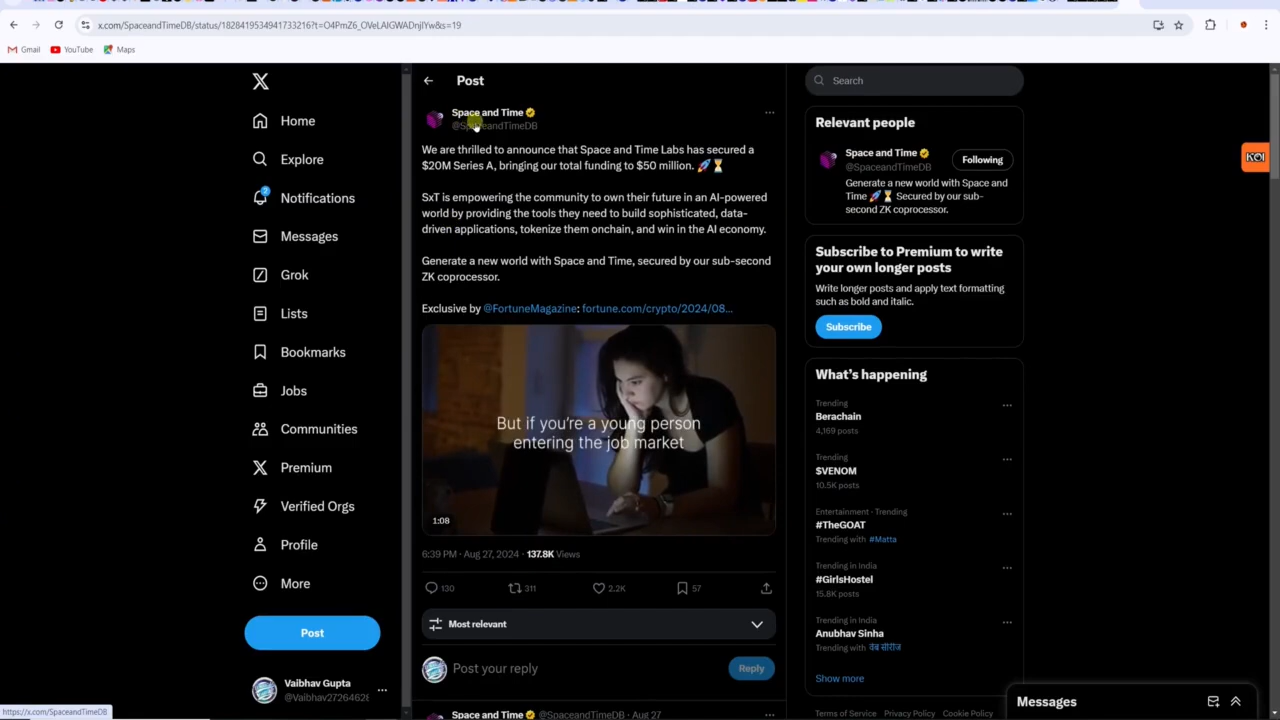 x.com/SpaceandTimeDB/status/1828419534941733216?t=O4PmZ6_OVeLAIGWADnjlYw&s=19
Gmail
YouTube
Maps
Home
Explore
2
Notifications
Messages
Grok
Lists
Bookmarks
Jobs
Communities
Premium
Verified Orgs
Profile
More
Post
Vaibhav Gupta
@Vaibhav27264628
https://x.com/SpaceandTimeDB
Post
Space and Time
@SpaceandTimeDB
We are thrilled to announce that Space and Time Labs has secured a
$20M Series A, bringing our total funding to $50 million. 🚀⏳
SxT is empowering the community to own their future in an AI-powered
world by providing the tools they need to build sophisticated, data-
driven applications, tokenize them onchain, and win in the AI economy.
Generate a new world with Space and Time, secured by our sub-second
ZK coprocessor.
Exclusive by @FortuneMagazine: fortune.com/crypto/2024/08...
But if you're a young person
entering the job market
1:08
6:39 PM · Aug 27, 2024 · 137.8K Views
130
311
2.2K
57
Most relevant
Post your reply
Reply
Space and Time @SpaceandTimeDB · Aug 27
Search
Relevant people
Space and Time
@SpaceandTimeDB
Following
Generate a new world with Space and
Time 🚀⏳ Secured by our sub-
second ZK coprocessor.
Subscribe to Premium to write
your own longer posts
Write longer posts and apply text formatting
such as bold and italic.
Subscribe
What's happening
Trending
Berachain
4,169 posts
Trending
$VENOM
10.5K posts
Entertainment · Trending
#TheGOAT
Trending with #Matta
Trending in India
#GirlsHostel
15.8K posts
Trending in India
Anubhav Sinha
Trending with वेब सीरीज
Show more
Terms of Service
Privacy Policy
Cookie Policy
Messages
KOI